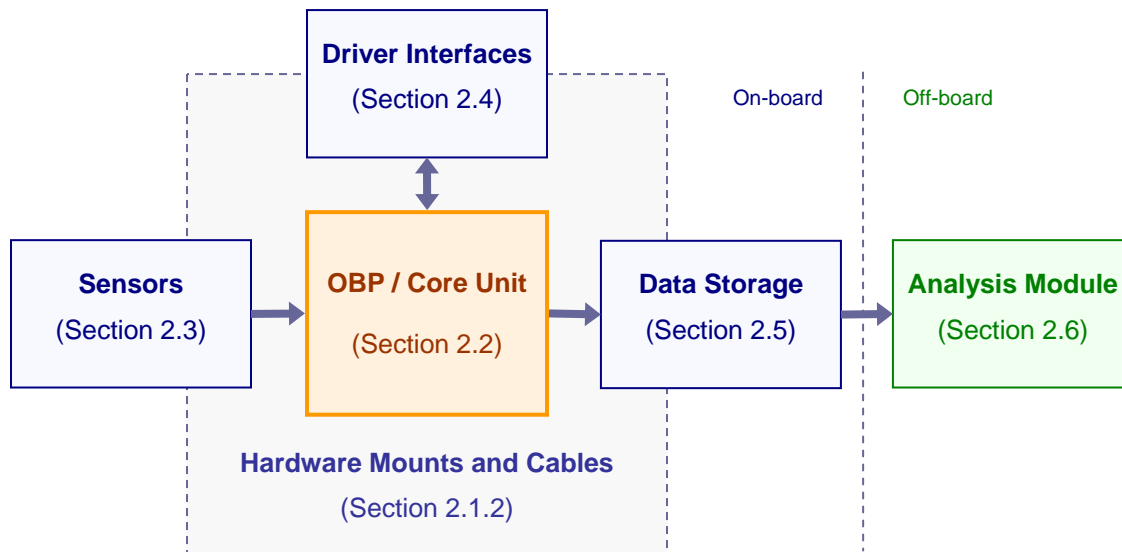 Driver Interfaces
(Section 2.4)
On-board
Off-board
Sensors
(Section 2.3)
OBP / Core Unit
(Section 2.2)
Data Storage
(Section 2.5)
Analysis Module
(Section 2.6)
Hardware Mounts and Cables
(Section 2.1.2)